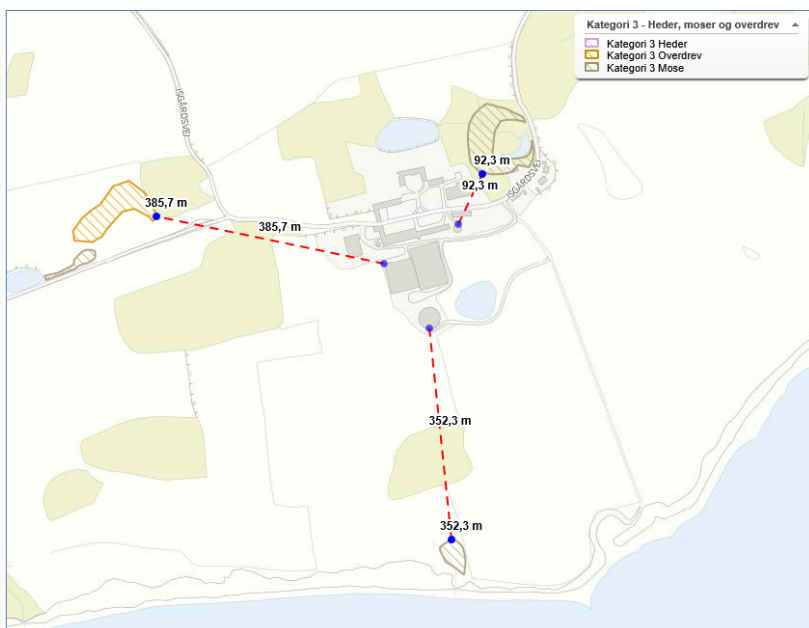 Kategori 3 - Heder, moser og overdrev
Kategori 3 Heder
Kategori 3 Overdrev
Kategori 3 Mose
ISGÅRDSVEJ
92,3 m
92,3 m
ISGÅRDSVEJ
385,7 m
385,7 m
352,3 m
352,3 m